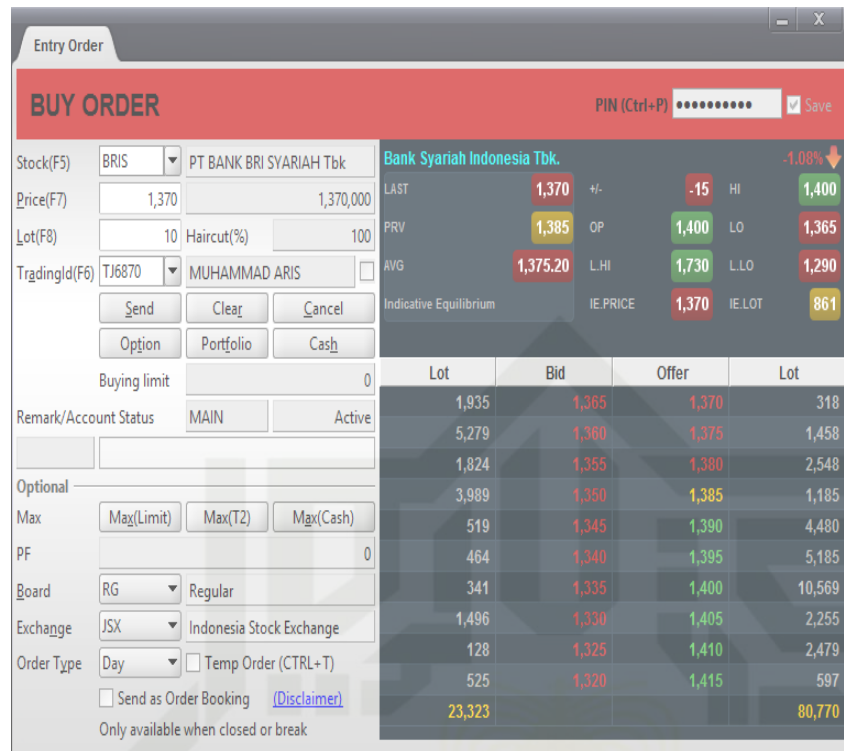 Entry Order
— X
BUY ORDER PIN (Ctrl+P) •••••••••• Save
Stock(F5) BRIS PT BANK BRI SYARIAH Tbk
Price(F7) 1,370 1,370,000
Lot(F8) 10 Haircut(%) 100
TradingId(F6) TJ6870 MUHAMMAD ARIS
Send Clear Cancel
Option Portfolio Cash
Buying limit 0
Remark/Account Status MAIN Active
Optional
Max Max(Limit) Max(T2) Max(Cash)
PF 0
Board RG Regular
Exchange JSX Indonesia Stock Exchange
Order Type Day Temp Order (CTRL+T)
Send as Order Booking (Disclaimer)
Only available when closed or break
Bank Syariah Indonesia Tbk. -1.08%
LAST 1,370 +/- -15 HI 1,400
PRV 1,385 OP 1,400 LO 1,365
AVG 1,375.20 L.HI 1,730 L.LO 1,290
Indicative Equilibrium IE.PRICE 1,370 IE.LOT 861
Lot Bid Offer Lot
1,935 1,365 1,370 318
5,279 1,360 1,375 1,458
1,824 1,355 1,380 2,548
3,989 1,350 1,385 1,185
519 1,345 1,390 4,480
464 1,340 1,395 5,185
341 1,335 1,400 10,569
1,496 1,330 1,405 2,255
128 1,325 1,410 2,479
525 1,320 1,415 597
23,323 80,770